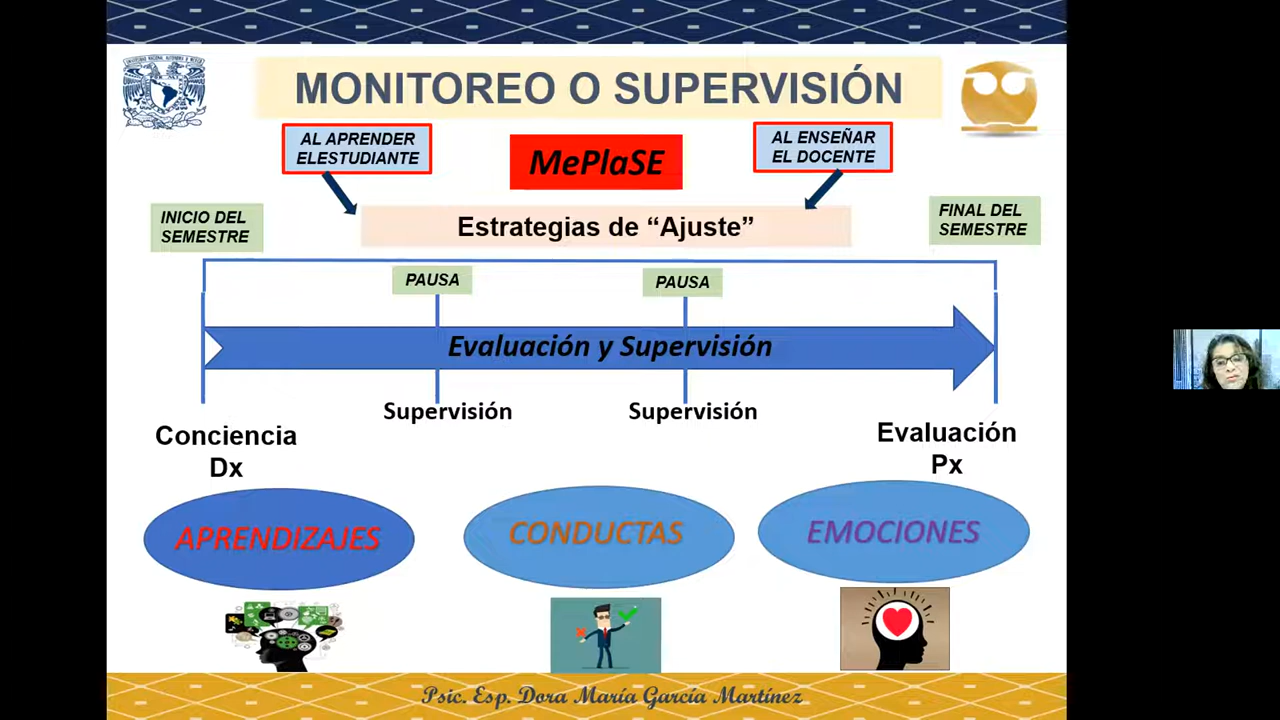 MONITOREO O SUPERVISIÓN
AL APRENDER
ELESTUDIANTE
MePlaSE
AL ENSEÑAR
EL DOCENTE
INICIO DEL
SEMESTRE
Estrategias de “Ajuste”
FINAL DEL
SEMESTRE
PAUSA
PAUSA
Evaluación y Supervisión
Supervisión
Supervisión
Conciencia
Dx
Evaluación
Px
APRENDIZAJES
CONDUCTAS
EMOCIONES
Psic. Esp. Dora María García Martínez